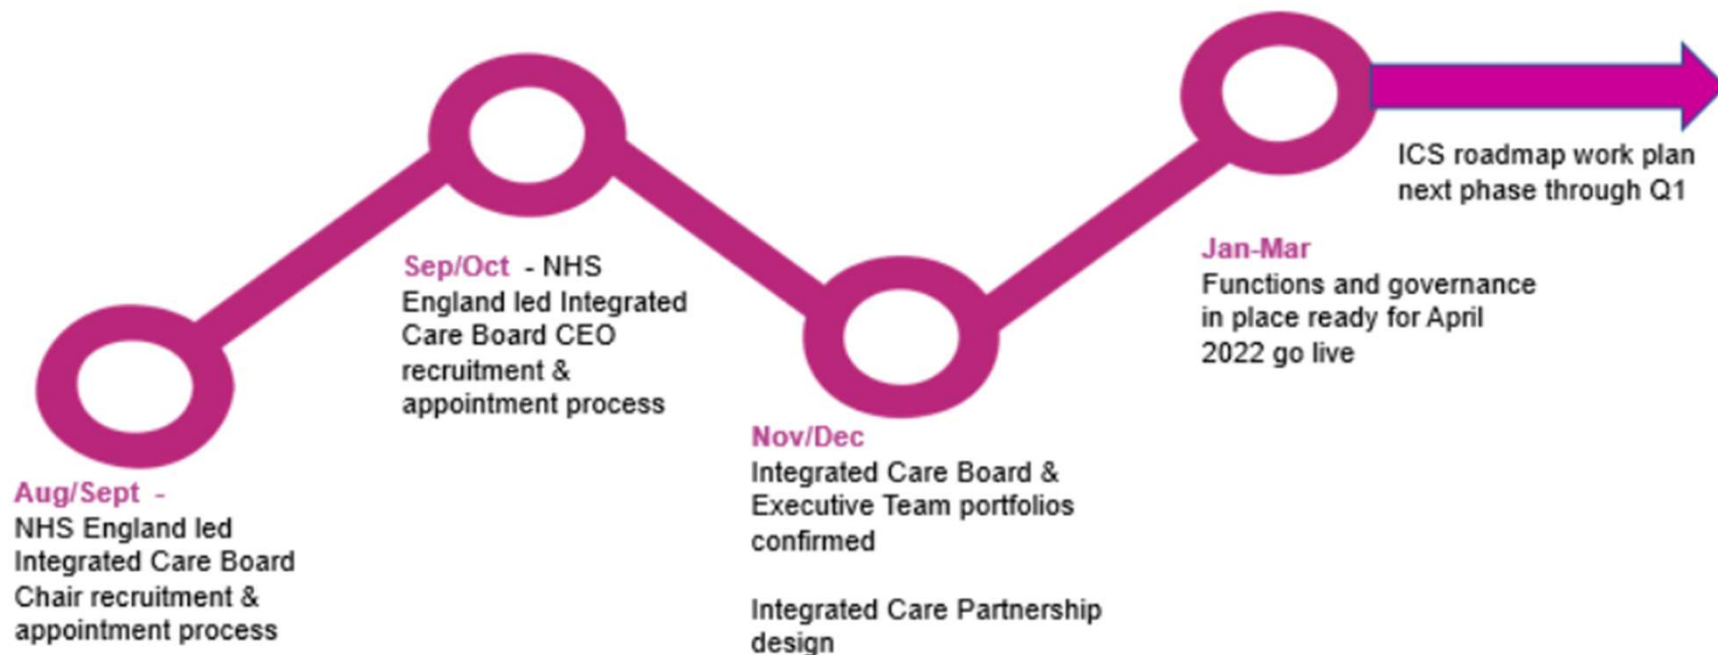 Aug/Sept -
NHS England led
Integrated Care Board
Chair recruitment &
appointment process
Sep/Oct - NHS
England led Integrated
Care Board CEO
recruitment &
appointment process
Nov/Dec
Integrated Care Board &
Executive Team portfolios
confirmed
Integrated Care Partnership
design
Jan-Mar
Functions and governance
in place ready for April
2022 go live
ICS roadmap work plan
next phase through Q1